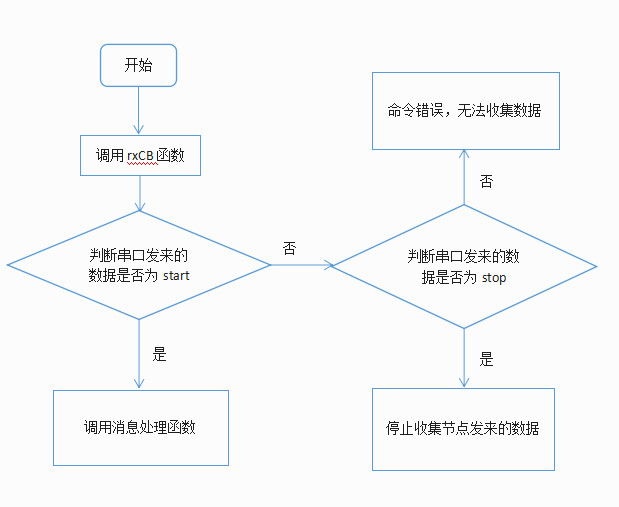 开始
调用 rxCB 函数
判断串口发来的
数据是否为 start
是
调用消息处理函数
否
命令错误，无法收集数据
否
判断串口发来的数
据是否为 stop
是
停止收集节点发来的数据